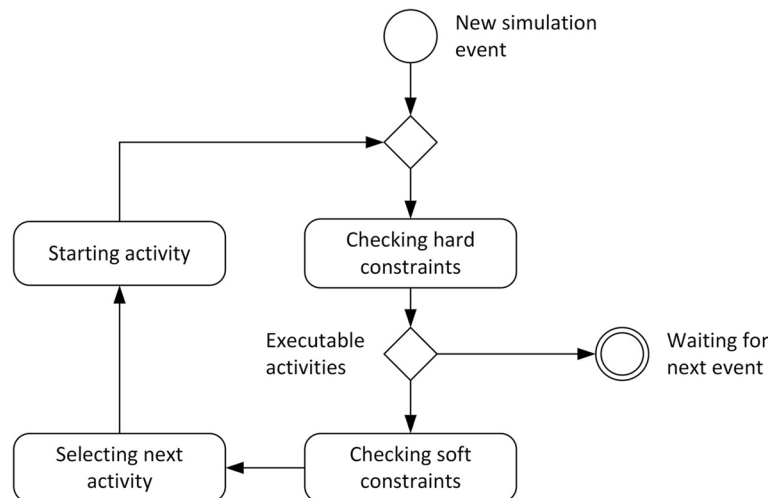 New simulation
event
Starting activity
Checking hard
constraints
Executable
activities
Waiting for
next event
Selecting next
activity
Checking soft
constraints